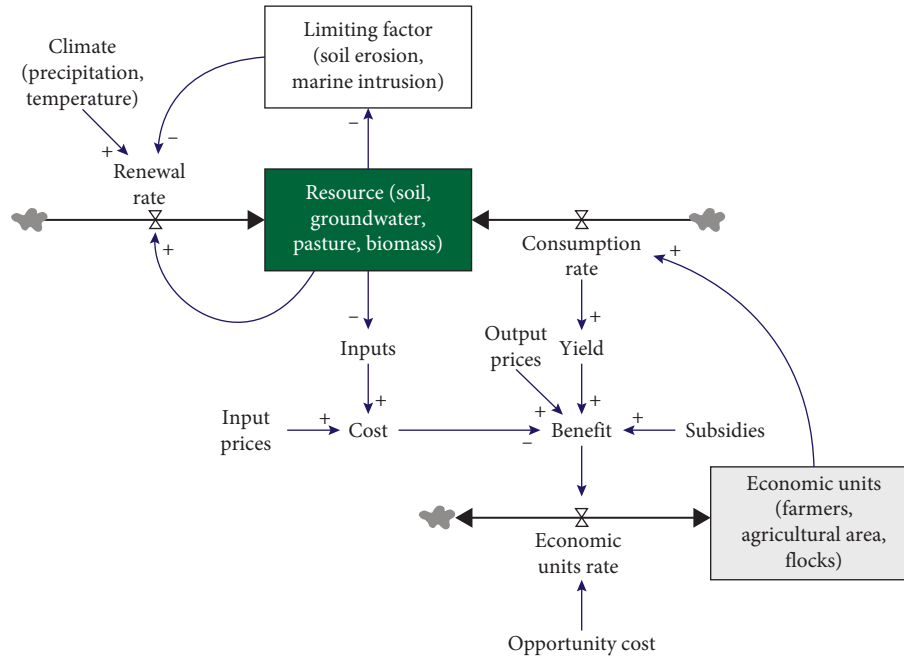 Limiting factor
(soil erosion,
marine intrusion)
Climate
(precipitation,
temperature)
+
−
−
+
Renewal
rate
Resource (soil,
groundwater,
pasture, biomass)
+
Consumption
rate
+
−
+
Inputs
Output
prices
Yield
+
+
+
Input
prices
+
Cost
−
Benefit
+
Subsidies
Economic units
(farmers,
agricultural area,
flocks)
Economic
units rate
Opportunity cost